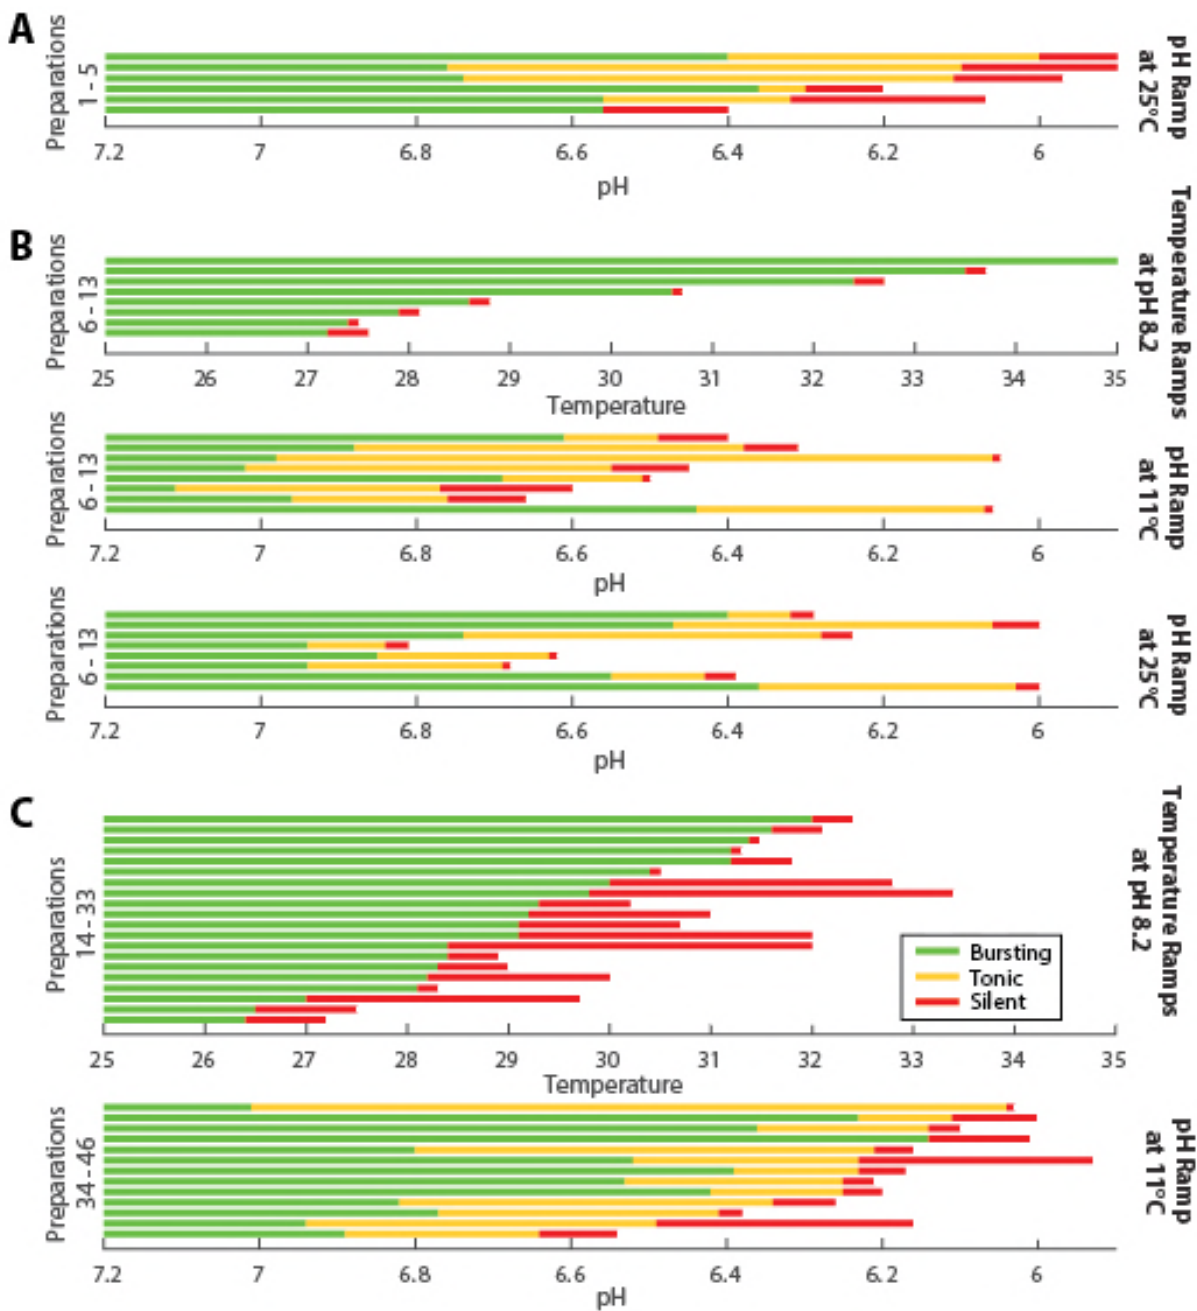 A
Preparations
1 - 5
7.2 7 6.8 6.6 6.4 6.2 6
pH
pH Ramp
at 25°C
B
Preparations
6 - 13
25 26 27 28 29 30 31 32 33 34 35
Temperature
Temperature Ramps
at pH 8.2
Preparations
6 - 13
7.2 7 6.8 6.6 6.4 6.2 6
pH
pH Ramp
at 11°C
Preparations
6 - 13
7.2 7 6.8 6.6 6.4 6.2 6
pH
pH Ramp
at 25°C
C
Preparations
14 - 33
Bursting
Tonic
Silent
25 26 27 28 29 30 31 32 33 34 35
Temperature
Temperature Ramps
at pH 8.2
Preparations
34 - 46
7.2 7 6.8 6.6 6.4 6.2 6
pH
pH Ramp
at 11°C